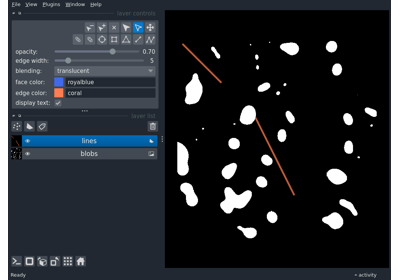 File View Plugins Window Help
layer controls
opacity: 0.70
edge width: 5
blending: translucent
face color: royalblue
edge color: coral
display text:
layer list
lines
blobs
Ready
activity